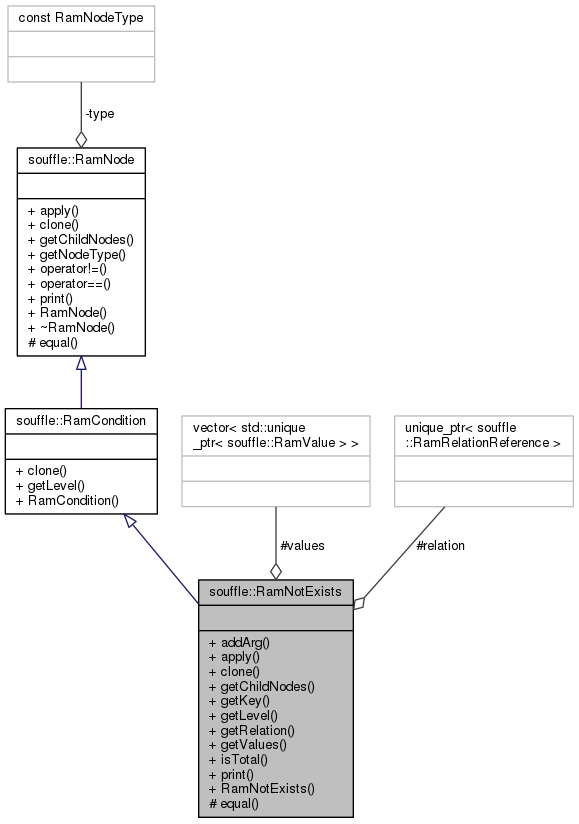 const RamNodeType
-type
souffle::RamNode
+ apply()
+ clone()
+ getChildNodes()
+ getNodeType()
+ operator!=()
+ operator==()
+ print()
+ RamNode()
+ ~RamNode()
# equal()
souffle::RamCondition
+ clone()
+ getLevel()
+ RamCondition()
vector< std::unique
_ptr< souffle::RamValue > >
unique_ptr< souffle
::RamRelationReference >
#values
#relation
souffle::RamNotExists
+ addArg()
+ apply()
+ clone()
+ getChildNodes()
+ getKey()
+ getLevel()
+ getRelation()
+ getValues()
+ isTotal()
+ print()
+ RamNotExists()
# equal()